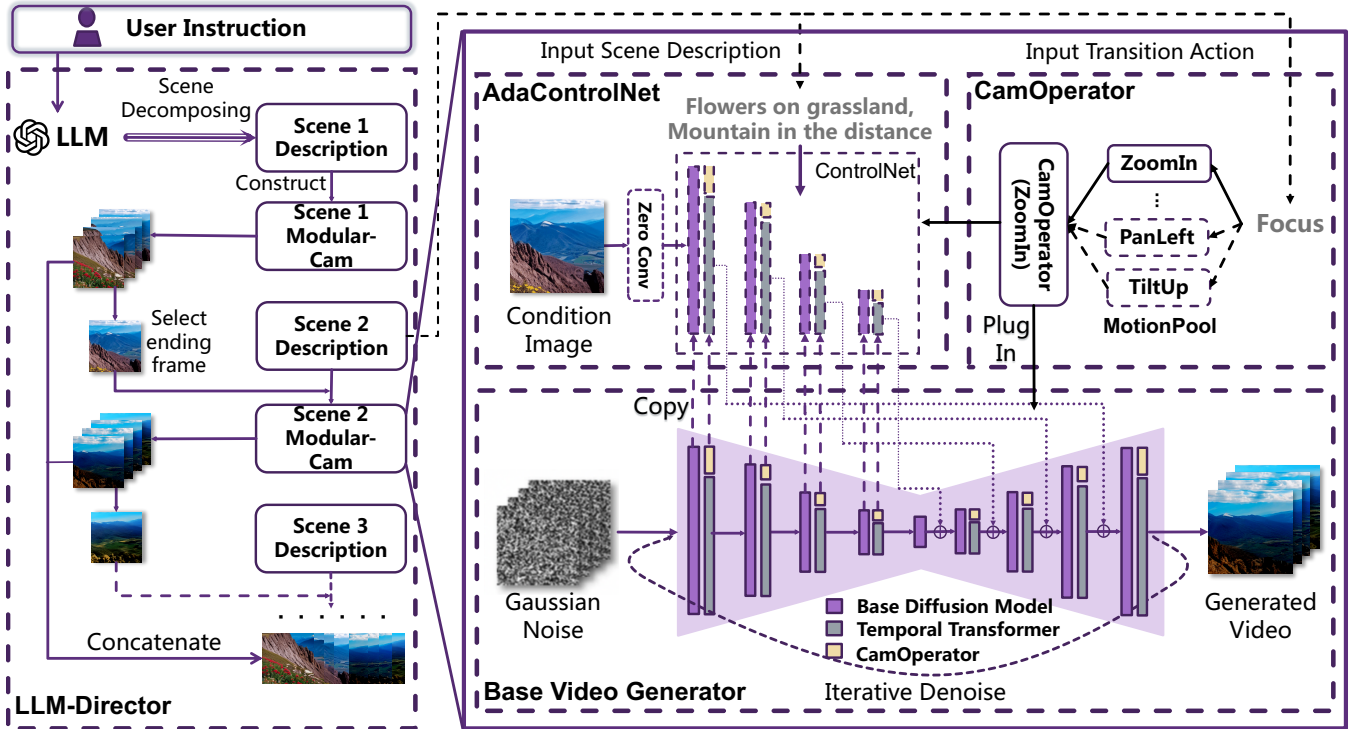 User Instruction
LLM
Scene
Decomposing
Scene 1
Description
Construct
Scene 1
Modular-
Cam
Select
ending
frame
Scene 2
Description
Scene 2
Modular-
Cam
Scene 3
Description
. . . . . .
Concatenate
LLM-Director
Input Scene Description
Input Transition Action
AdaControlNet
Flowers on grassland,
Mountain in the distance
ControlNet
Zero Conv
Condition
Image
CamOperator
CamOperator
(ZoomIn)
ZoomIn
⋮
PanLeft
TiltUp
MotionPool
Focus
Plug
In
Copy
Gaussian
Noise
Base Diffusion Model
Temporal Transformer
CamOperator
Generated
Video
Iterative Denoise
Base Video Generator